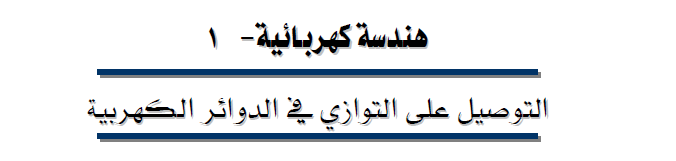 هندسة كهربائية- ١
التوصيل على التوازي في الدوائر الكهربية